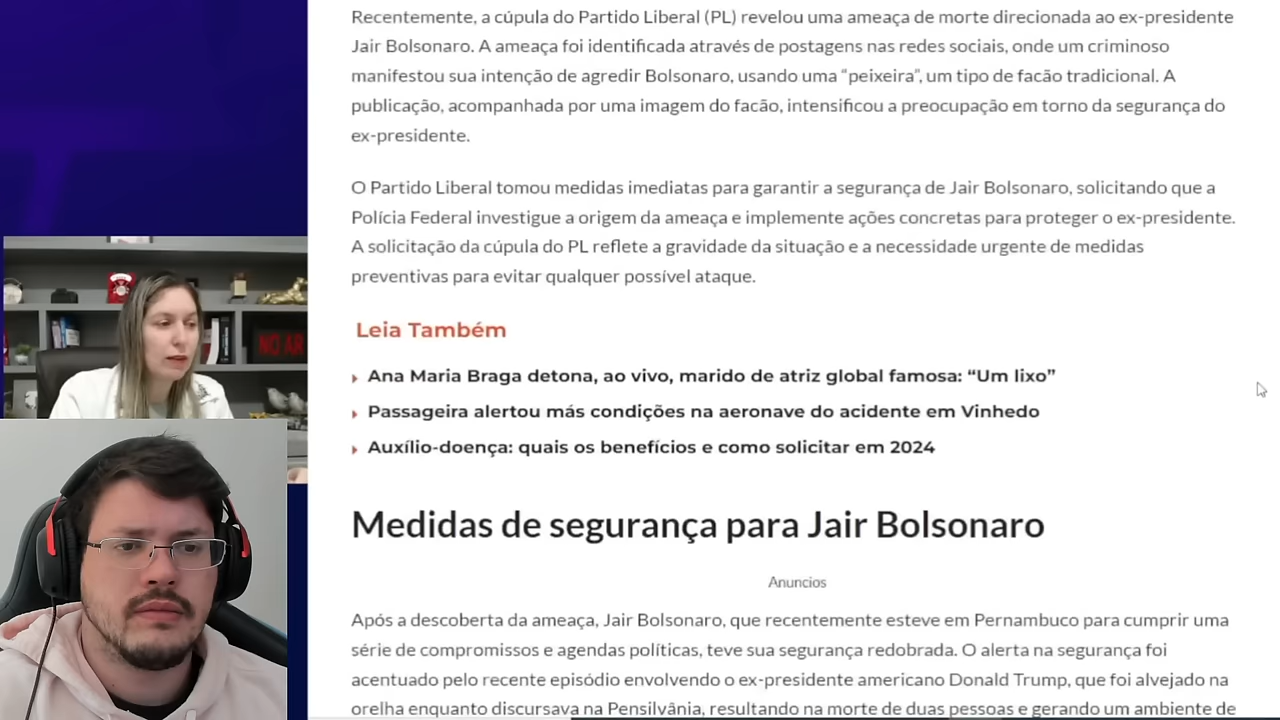 Recentemente, a cúpula do Partido Liberal (PL) revelou uma ameaça de morte direcionada ao ex-presidente
Jair Bolsonaro. A ameaça foi identificada através de postagens nas redes sociais, onde um criminoso
manifestou sua intenção de agredir Bolsonaro, usando uma “peixeira”, um tipo de facão tradicional. A
publicação, acompanhada por uma imagem do facão, intensificou a preocupação em torno da segurança do
ex-presidente.
O Partido Liberal tomou medidas imediatas para garantir a segurança de Jair Bolsonaro, solicitando que a
Polícia Federal investigue a origem da ameaça e implemente ações concretas para proteger o ex-presidente.
A solicitação da cúpula do PL reflete a gravidade da situação e a necessidade urgente de medidas
preventivas para evitar qualquer possível ataque.
Leia Também
Ana Maria Braga detona, ao vivo, marido de atriz global famosa: “Um lixo”
Passageira alertou más condições na aeronave do acidente em Vinhedo
Auxílio-doença: quais os benefícios e como solicitar em 2024
NO AR
Medidas de segurança para Jair Bolsonaro
Anuncios
Após a descoberta da ameaça, Jair Bolsonaro, que recentemente esteve em Pernambuco para cumprir uma
série de compromissos e agendas políticas, teve sua segurança redobrada. O alerta na segurança foi
acentuado pelo recente episódio envolvendo o ex-presidente americano Donald Trump, que foi alvejado na
orelha enquanto discursava na Pensilvânia, resultando na morte de duas pessoas e gerando um ambiente de